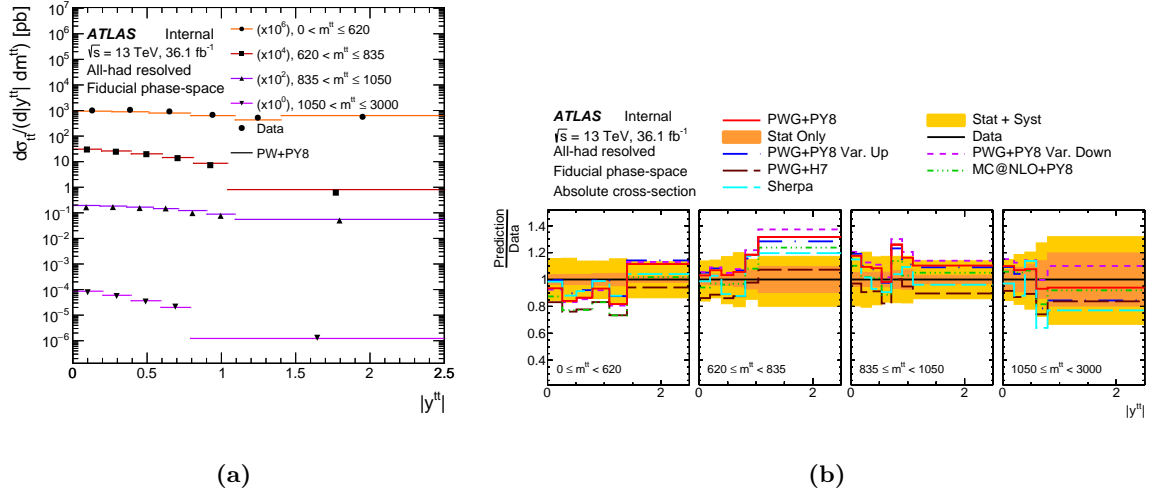 10⁷
10⁶
10⁵
10⁴
10³
10²
10
1
10⁻¹
10⁻²
10⁻³
10⁻⁴
10⁻⁵
10⁻⁶
dσ_tt/(d|y^tt| dm^tt) [pb]
ATLAS Internal
√s = 13 TeV, 36.1 fb⁻¹
All-had resolved
Fiducial phase-space
(x10⁶), 0 < m^tt ≤ 620
(x10⁴), 620 < m^tt ≤ 835
(x10²), 835 < m^tt ≤ 1050
(x10⁰), 1050 < m^tt ≤ 3000
Data
PW+PY8
0 0.5 1 1.5 2 2.5
|y^tt|
(a)
ATLAS Internal
√s = 13 TeV, 36.1 fb⁻¹
All-had resolved
Fiducial phase-space
Absolute cross-section
PWG+PY8
Stat Only
PWG+PY8 Var. Up
PWG+H7
Sherpa
Stat + Syst
Data
PWG+PY8 Var. Down
MC@NLO+PY8
Prediction
Data
1.4
1.2
1
0.8
0.6
0.4
0 ≤ m^tt < 620
620 ≤ m^tt < 835
835 ≤ m^tt < 1050
1050 ≤ m^tt < 3000
0 2 0 2 0 2 0 2
|y^tt|
(b)